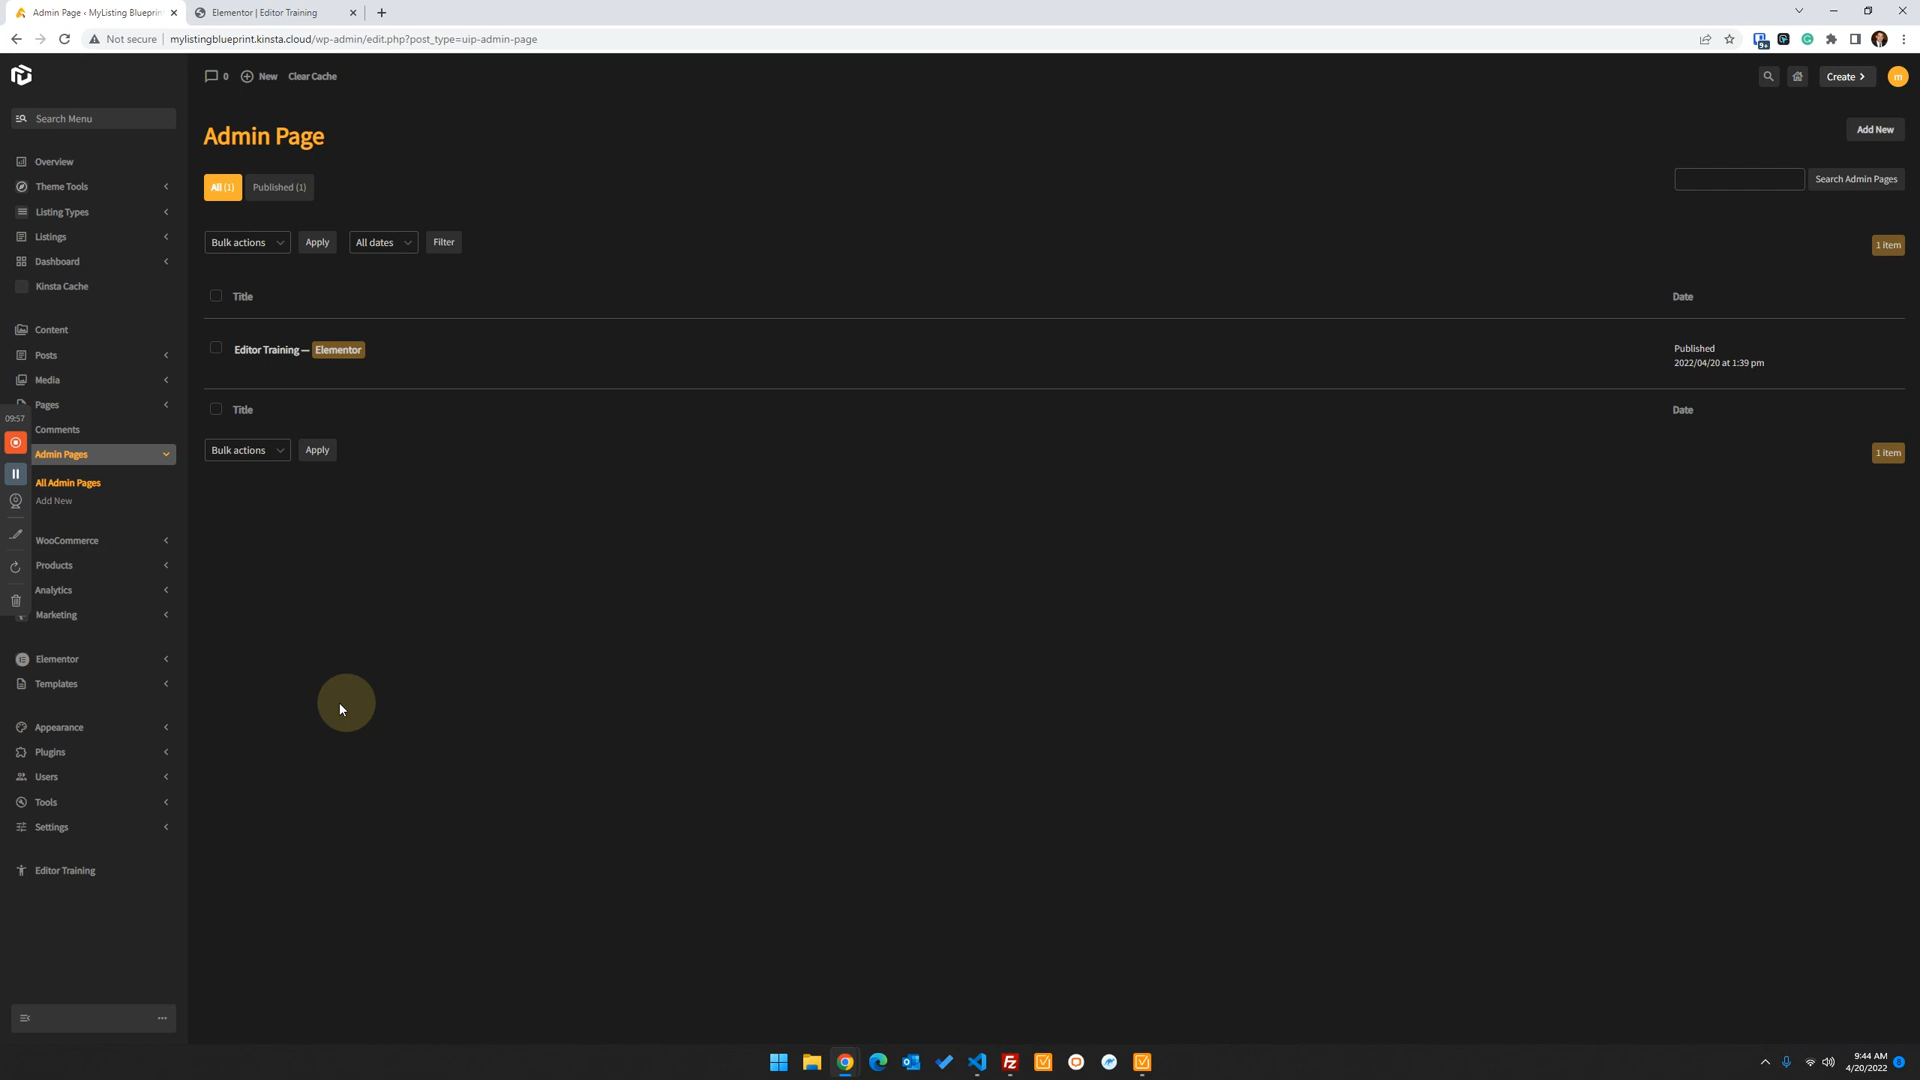 Admin Page ‹ MyListing Blueprin
Elementor | Editor Training
Not secure
mylistingblueprint.kinsta.cloud/wp-admin/edit.php?post_type=uip-admin-page
9+
0
New
Clear Cache
Create
m
Search Menu
Admin Page
Add New
Overview
Theme Tools
Listing Types
Listings
Dashboard
Kinsta Cache
All (1)
Published (1)
Search Admin Pages
Bulk actions
Apply
All dates
Filter
1 item
Title
Date
Content
Posts
Media
Pages
Comments
Admin Pages
All Admin Pages
Add New
Editor Training — Elementor
Published
2022/04/20 at 1:39 pm
Title
Date
09:57
Bulk actions
Apply
1 item
WooCommerce
Products
Analytics
Marketing
Elementor
Templates
Appearance
Plugins
Users
Tools
Settings
Editor Training
9:44 AM
4/20/2022
8